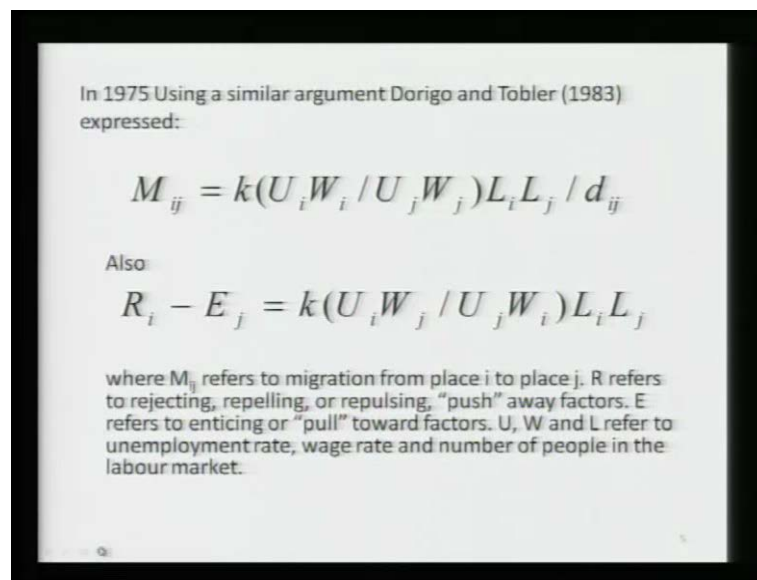 In 1975 Using a similar argument Dorigo and Tobler (1983)
expressed:
M_ij = k(U_i W_i / U_j W_j) L_i L_j / d_ij
Also
R_i − E_j = k(U_i W_j / U_j W_i) L_i L_j
where M_ij refers to migration from place i to place j. R refers
to rejecting, repelling, or repulsing, “push” away factors. E
refers to enticing or “pull” toward factors. U, W and L refer to
unemployment rate, wage rate and number of people in the
labour market.